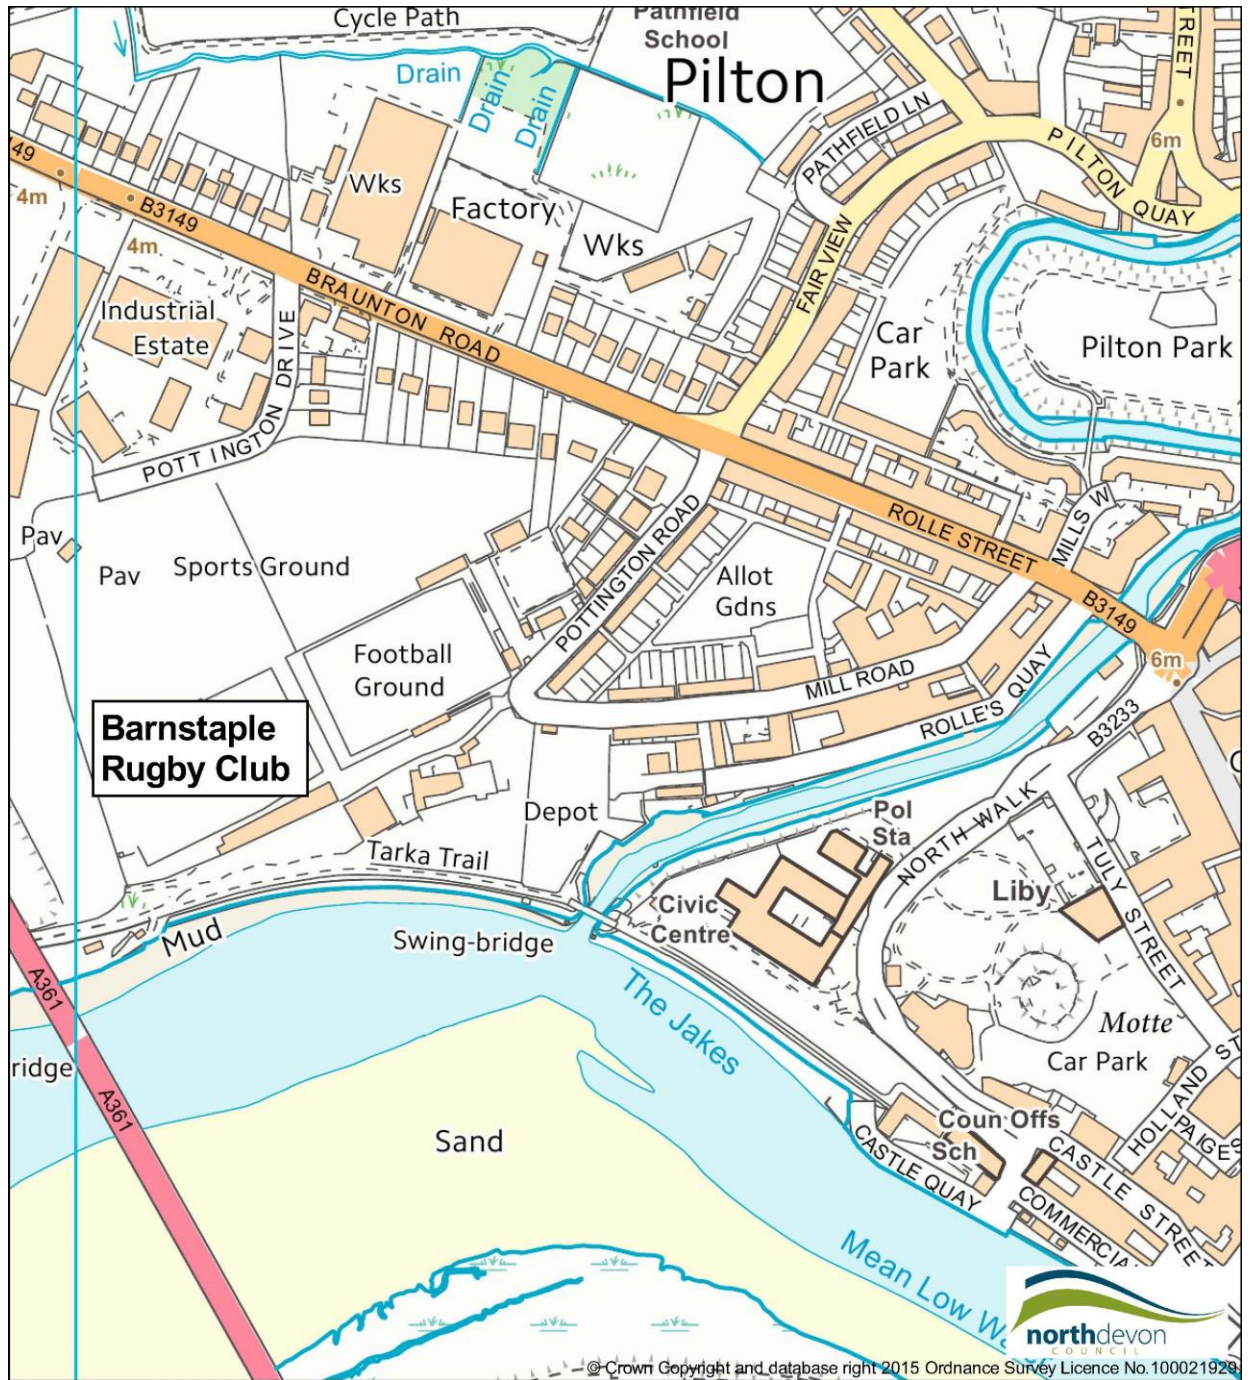 Cycle Path
Pathfield
School
Pilton
Drain
Drain
Drain
PATHFIELD LN
STREET
6m
PILTON QUAY
Wks
Factory
Wks
FAIR VIEW
4m
B3149
4m
BRAUNTON ROAD
Industrial
Estate
POTTINGTON DRIVE
Car
Park
Pilton Park
Pav
Pav
Sports Ground
POTTINGTON ROAD
Allot
Gdns
ROLLE STREET
MILLS W
B3149
6m
Football
Ground
MILL ROAD
ROLLE'S QUAY
B3233
Barnstaple
Rugby Club
Depot
Pol
Sta
NORTH WALK
TULY STREET
Tarka Trail
Liby
Civic
Centre
Mud
Swing-bridge
The Jakes
A361
Motte
Car Park
ridge
A361
HOLLAND ST
PAIGES
Coun Offs
Sch
Sand
CASTLE QUAY
CASTLE STREET
COMMERCIA
Mean Low Wa
northdevon
COUNCIL
© Crown Copyright and database right 2015 Ordnance Survey Licence No.100021929